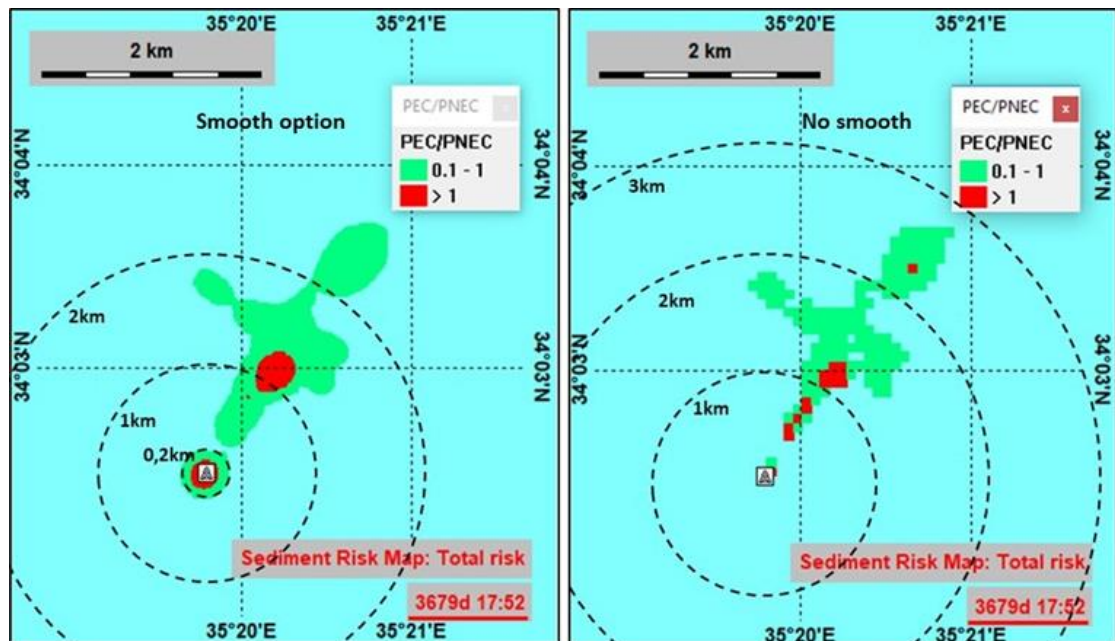 35°20'E 35°21'E
2 km
PEC/PNEC x
PEC/PNEC
0.1 - 1
> 1
Smooth option
34°04'N 34°04'N
2km
34°03'N 34°03'N
1km
0,2km
Sediment Risk Map: Total risk
3679d 17:52
35°20'E 35°21'E
35°20'E 35°21'E
2 km
PEC/PNEC x
PEC/PNEC
0.1 - 1
> 1
No smooth
34°04'N 34°04'N
3km
2km
34°03'N 34°03'N
1km
Sediment Risk Map: Total risk
3679d 17:52
35°20'E 35°21'E